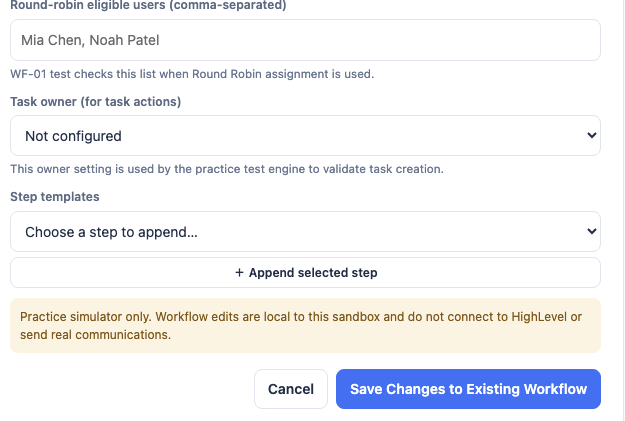 Round-robin eligible users (comma-separated)
Mia Chen, Noah Patel
WF-01 test checks this list when Round Robin assignment is used.
Task owner (for task actions)
Not configured
This owner setting is used by the practice test engine to validate task creation.
Step templates
Choose a step to append...
+ Append selected step
Practice simulator only. Workflow edits are local to this sandbox and do not connect to HighLevel or
send real communications.
Cancel
Save Changes to Existing Workflow